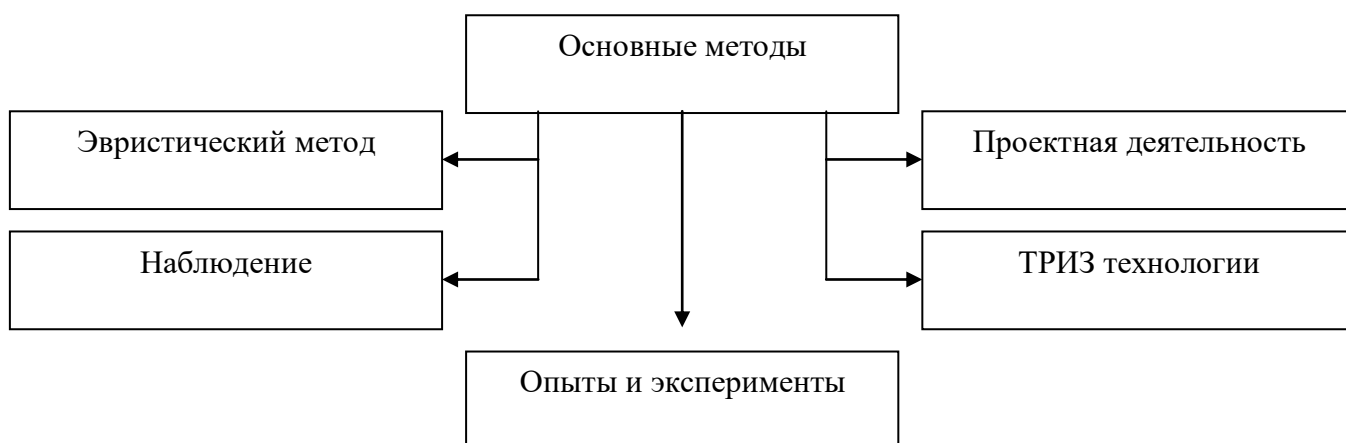 Основные методы
Эвристический метод
Проектная деятельность
Наблюдение
ТРИЗ технологии
Опыты и эксперименты